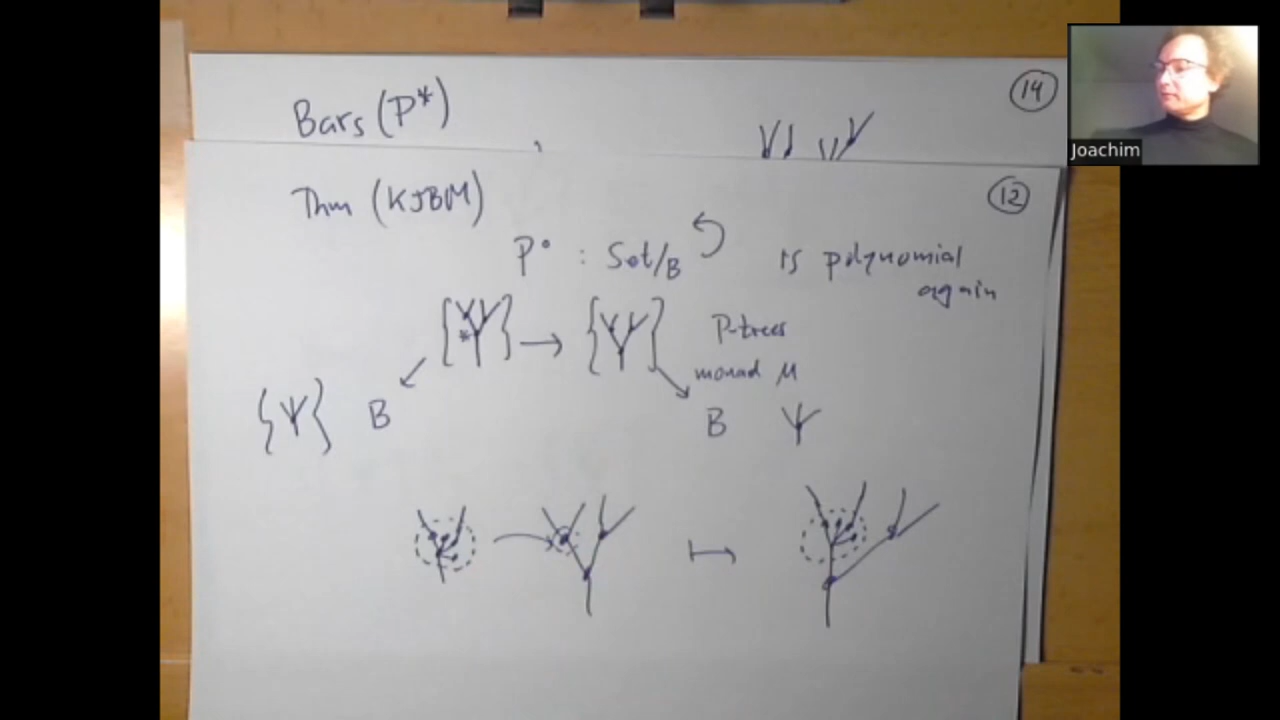 Bars (P*)
14
Thm (KJBM)
12
P° : Set/B is polynomial
again
P-trees
monad M
{ } B
B
Joachim